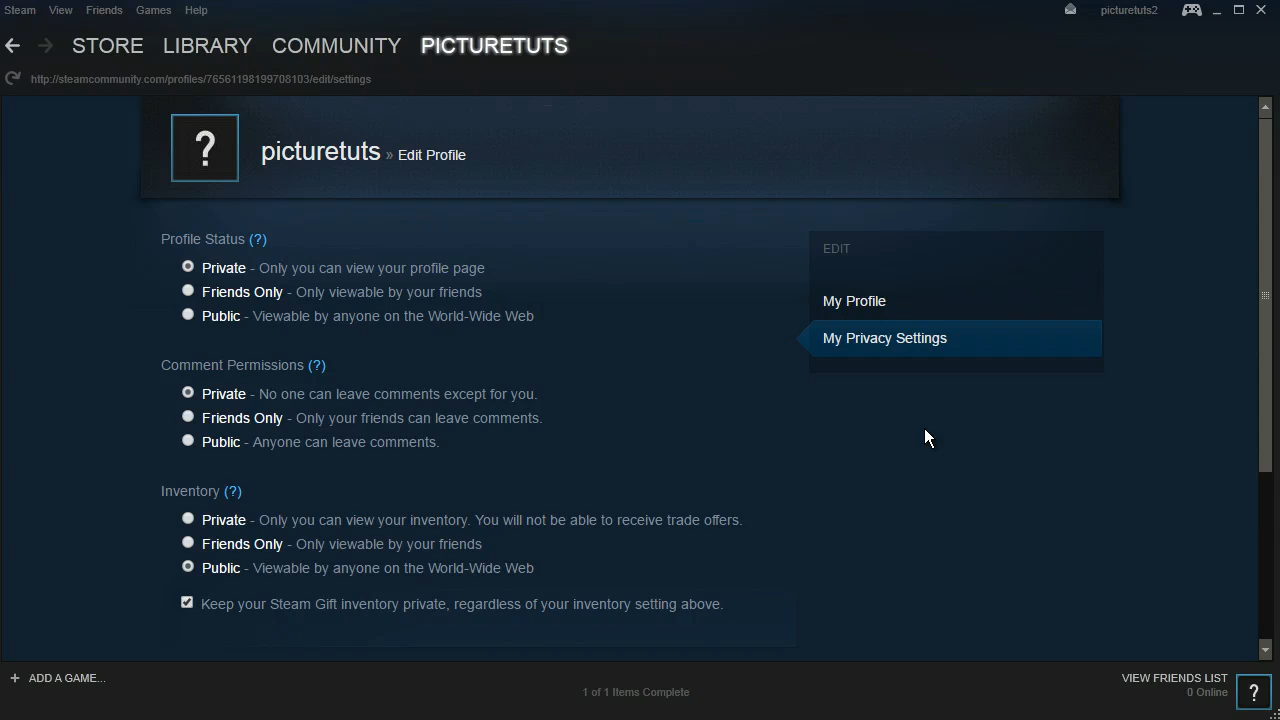 Steam View Friends Games Help
picturetuts2
STORE LIBRARY COMMUNITY PICTURETUTS
http://steamcommunity.com/profiles/76561198199708103/edit/settings
?
picturetuts » Edit Profile
Profile Status (?)
Private - Only you can view your profile page
Friends Only - Only viewable by your friends
Public - Viewable by anyone on the World-Wide Web
Comment Permissions (?)
Private - No one can leave comments except for you.
Friends Only - Only your friends can leave comments.
Public - Anyone can leave comments.
Inventory (?)
Private - Only you can view your inventory. You will not be able to receive trade offers.
Friends Only - Only viewable by your friends
Public - Viewable by anyone on the World-Wide Web
Keep your Steam Gift inventory private, regardless of your inventory setting above.
EDIT
My Profile
My Privacy Settings
+ ADD A GAME...
1 of 1 Items Complete
VIEW FRIENDS LIST
0 Online
?